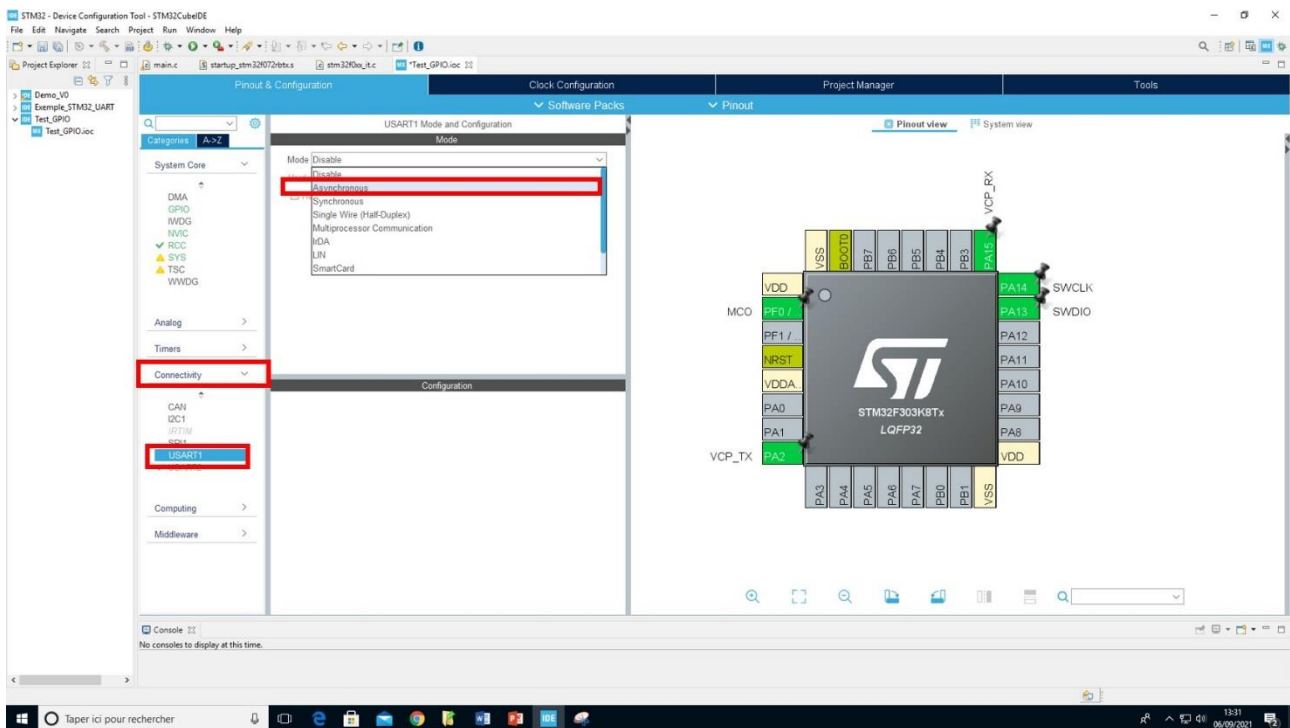 STM32 - Device Configuration Tool - STM32CubeIDE
File Edit Navigate Search Project Run Window Help
Project Explorer
main.c
startup_stm32f072rbtx.s
stm32f0xx_it.c
*Test_GPIO.ioc
Demo_V0
Exemple_STM32_UART
Test_GPIO
Test_GPIO.ioc
Pinout & Configuration
Clock Configuration
Project Manager
Tools
Software Packs
Pinout
Categories A->Z
System Core
DMA
GPIO
IWDG
NVIC
RCC
SYS
TSC
WWDG
Analog
Timers
Connectivity
CAN
I2C1
IRTIM
SPI1
USART1
USART2
Computing
Middleware
USART1 Mode and Configuration
Mode
Mode Disable
Disable
Asynchronous
Synchronous
Single Wire (Half-Duplex)
Multiprocessor Communication
IrDA
LIN
SmartCard
Configuration
Pinout view
System view
VCP_RX
VSS
BOOT0
PB7
PB6
PB5
PB4
PB3
PA15
VDD
PA14 SWCLK
MCO PF0 /
PA13 SWDIO
PF1 /..
PA12
NRST
PA11
VDDA..
PA10
PA0
PA9
PA1
PA8
VCP_TX PA2
VDD
STM32F303K8Tx
LQFP32
PA3
PA4
PA5
PA6
PA7
PB0
PB1
VSS
Console
No consoles to display at this time.
Taper ici pour rechercher
IDE
13:31
06/09/2021